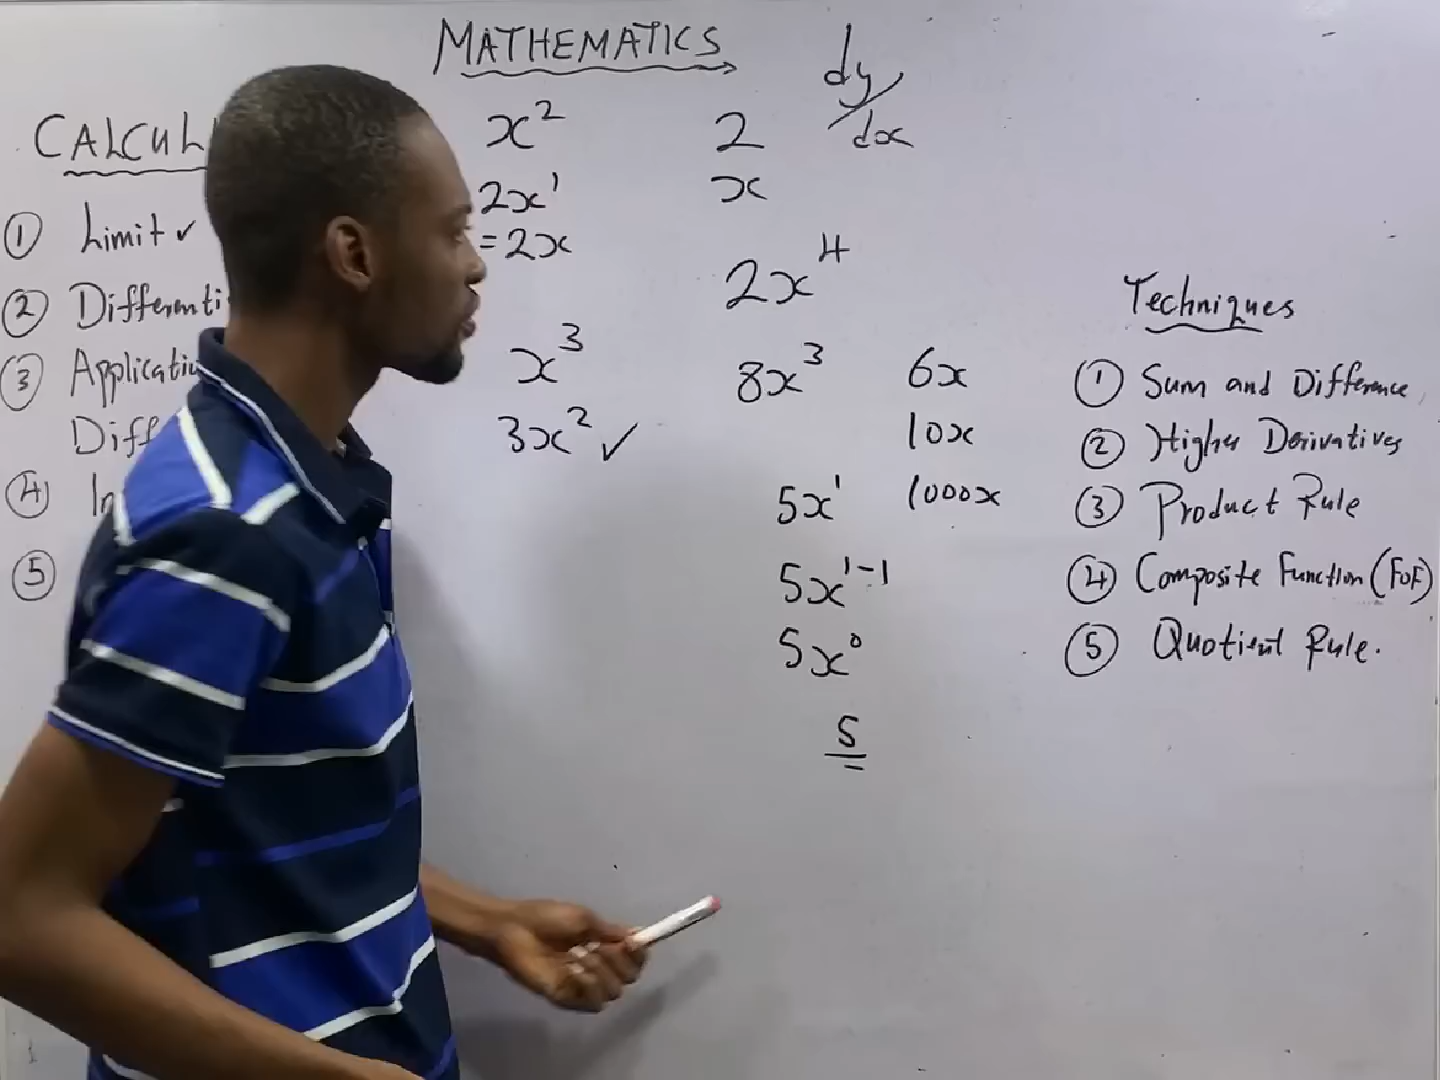 MATHEMATICS
dy/dx
CALCUL
① Limit ✓
② Differenti
③ Applicati
Diff
④ In
⑤
x²
2x¹
=2x
x³
3x² ✓
2
x
2x⁴
8x³
5x¹
5x¹⁻¹
5x⁰
5
6x
10x
1000x
Techniques
① Sum and Difference
② Higher Derivatives
③ Product Rule
④ Composite Function (FOF)
⑤ Quotient Rule.